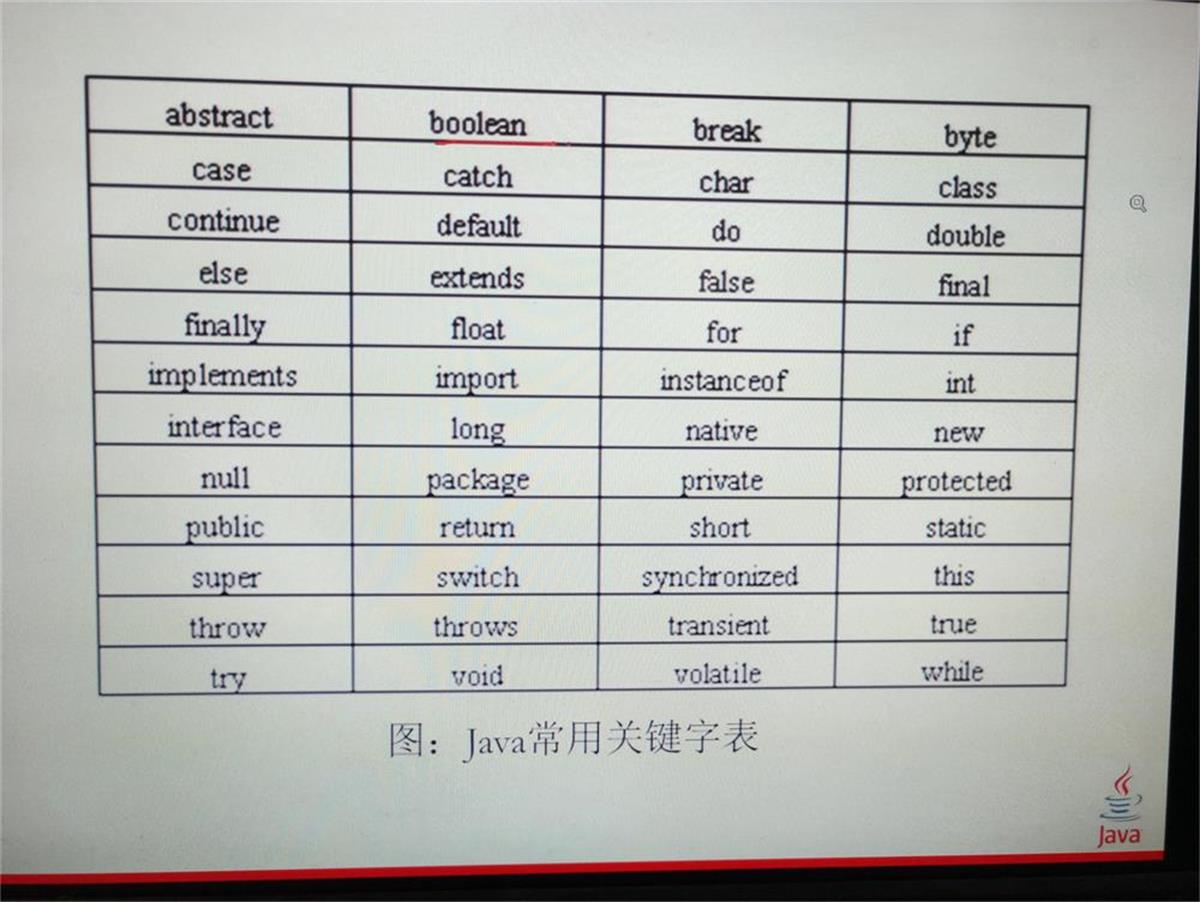 abstract boolean break byte
case catch char class
continue default do double
else extends false final
finally float for if
implements import instanceof int
interface long native new
null package private protected
public return short static
super switch synchronized this
throw throws transient true
try void volatile while
图：Java常用关键字表
Java